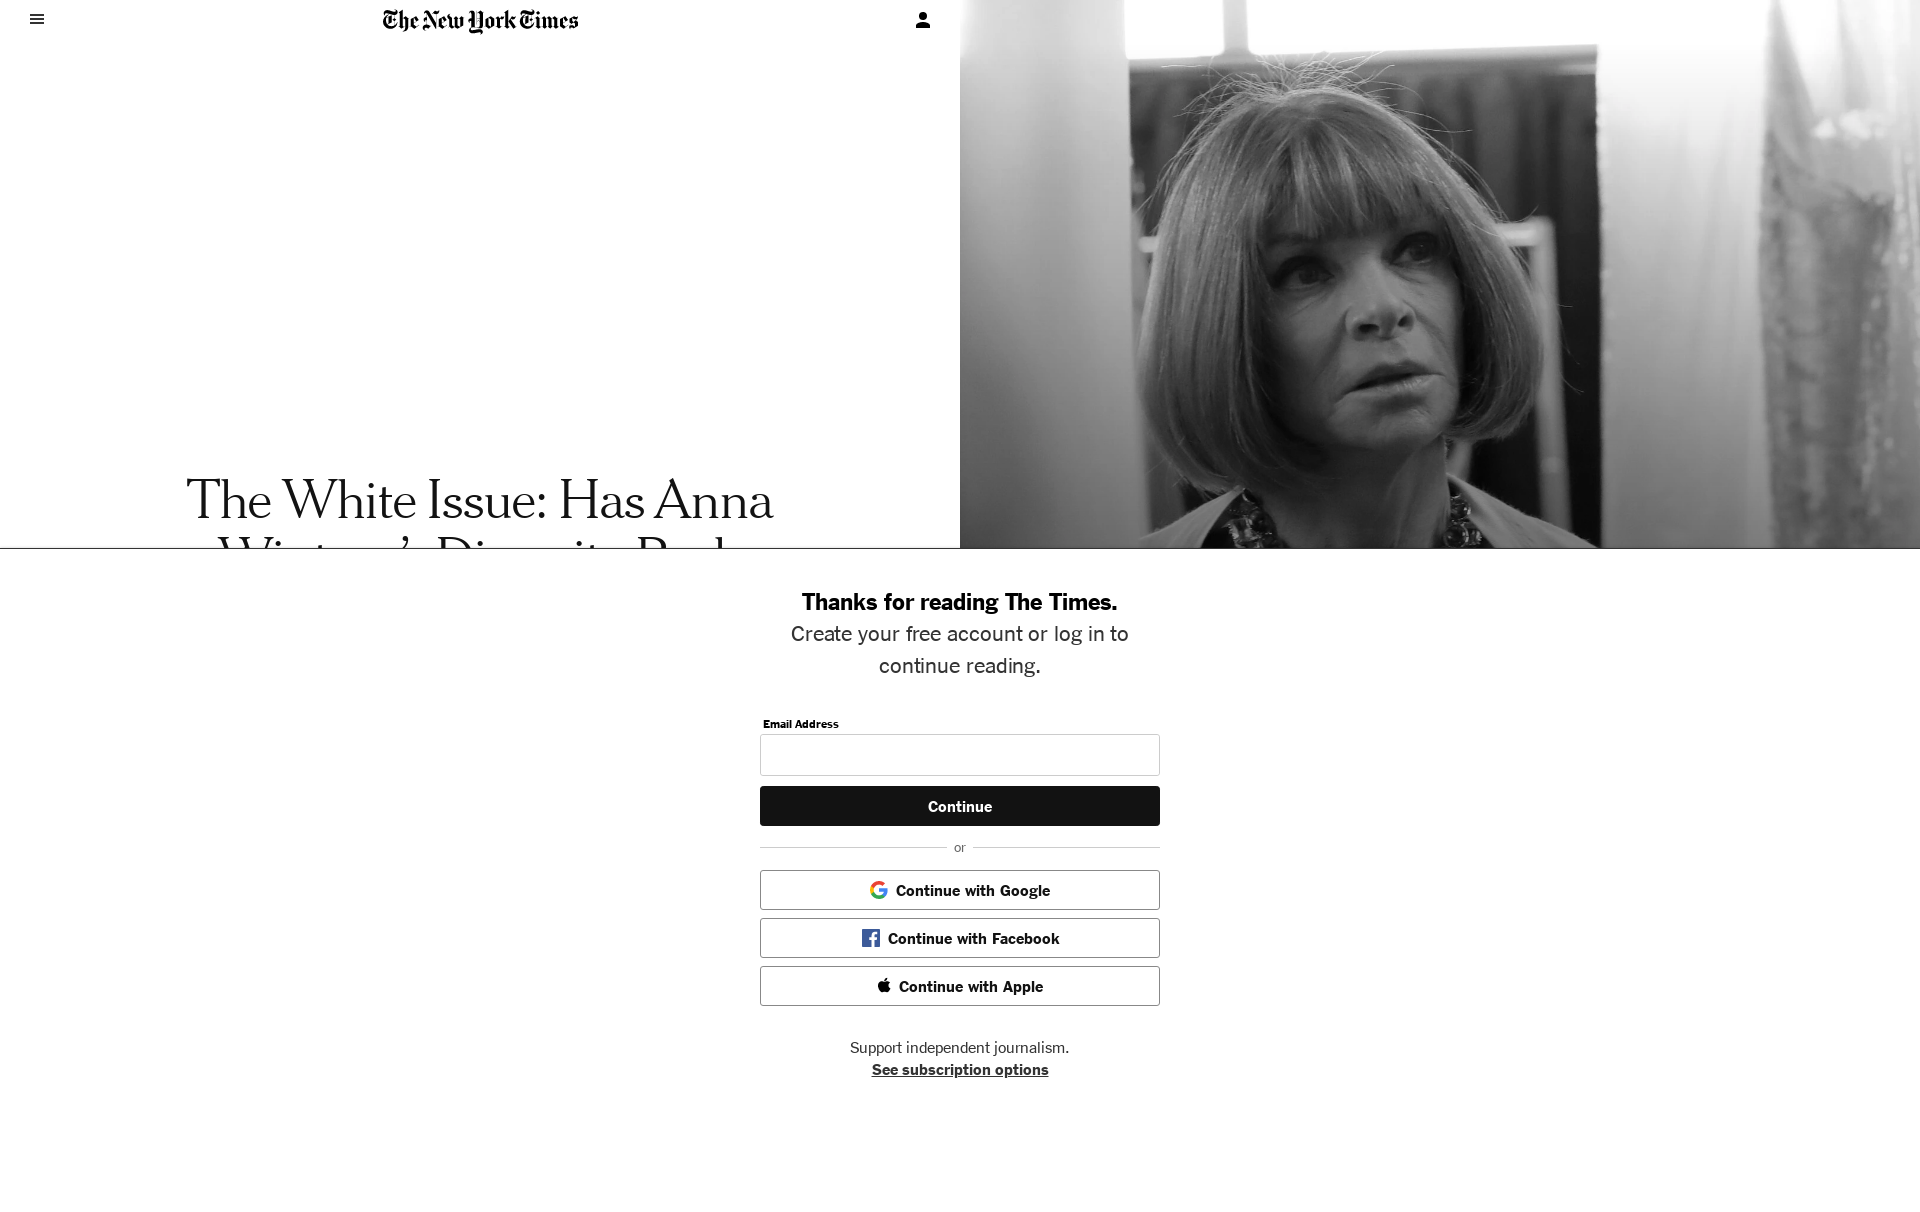 The New York Times
The White Issue: Has Anna
Thanks for reading The Times.
Create your free account or log in to
continue reading.
Email Address
Continue
or
Continue with Google
Continue with Facebook
Continue with Apple
Support independent journalism.
See subscription options